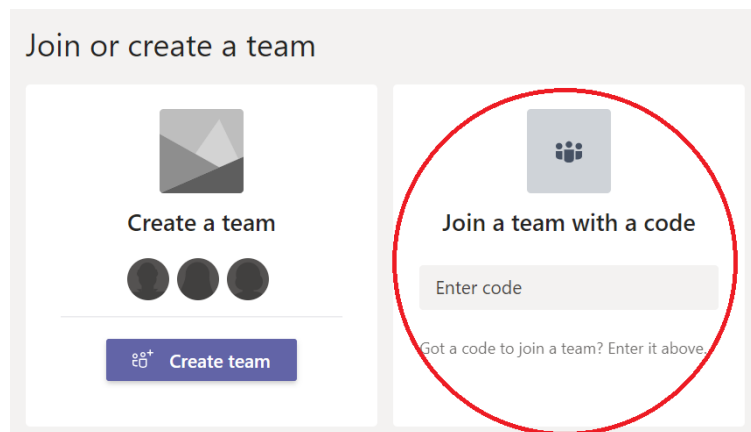 Join or create a team
Create a team
Create team
Join a team with a code
Enter code
Got a code to join a team? Enter it above.